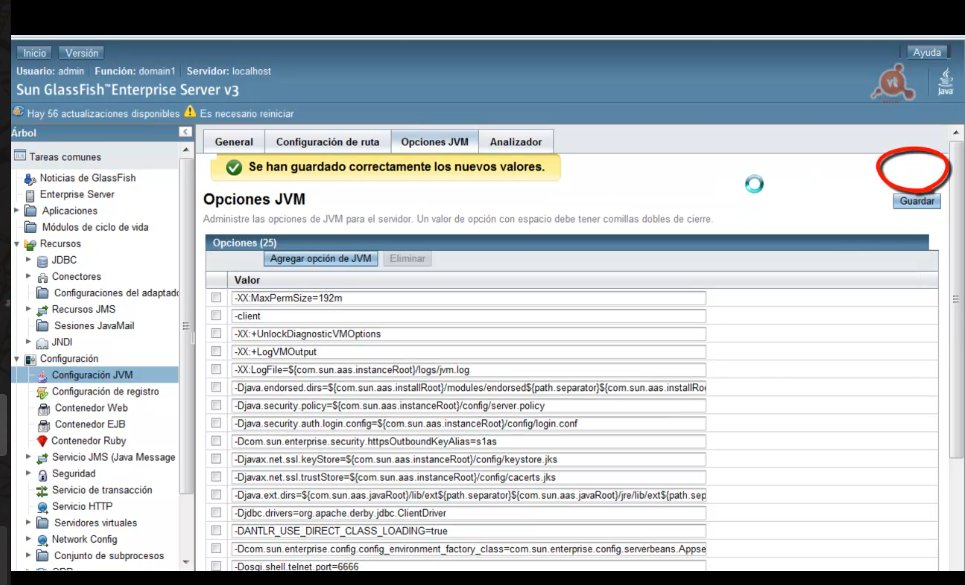 Inicio Versión Ayuda
Usuario: admin Función: domain1 Servidor: localhost
Sun GlassFish™ Enterprise Server v3
Java
Hay 56 actualizaciones disponibles Es necesario reiniciar
Árbol
Tareas comunes
Noticias de GlassFish
Enterprise Server
Aplicaciones
Módulos de ciclo de vida
Recursos
JDBC
Conectores
Configuraciones del adaptado
Recursos JMS
Sesiones JavaMail
JNDI
Configuración
Configuración JVM
Configuración de registro
Contenedor Web
Contenedor EJB
Contenedor Ruby
Servicio JMS (Java Message
Seguridad
Servicio de transacción
Servicio HTTP
Servidores virtuales
Network Config
Conjunto de subprocesos
General Configuración de ruta Opciones JVM Analizador
Se han guardado correctamente los nuevos valores.
Opciones JVM
Guardar
Administre las opciones de JVM para el servidor. Un valor de opción con espacio debe tener comillas dobles de cierre.
Opciones (25)
Agregar opción de JVM Eliminar
Valor
-XX:MaxPermSize=192m
-client
-XX:+UnlockDiagnosticVMOptions
-XX:+LogVMOutput
-XX:LogFile=${com.sun.aas.instanceRoot}/logs/jvm.log
-Djava.endorsed.dirs=${com.sun.aas.installRoot}/modules/endorsed${path.separator}${com.sun.aas.installRo
-Djava.security.policy=${com.sun.aas.instanceRoot}/config/server.policy
-Djava.security.auth.login.config=${com.sun.aas.instanceRoot}/config/login.conf
-Dcom.sun.enterprise.security.httpsOutboundKeyAlias=s1as
-Djavax.net.ssl.keyStore=${com.sun.aas.instanceRoot}/config/keystore.jks
-Djavax.net.ssl.trustStore=${com.sun.aas.instanceRoot}/config/cacerts.jks
-Djava.ext.dirs=${com.sun.aas.javaRoot}/lib/ext${path.separator}${com.sun.aas.javaRoot}/jre/lib/ext${path.sep
-Djdbc.drivers=org.apache.derby.jdbc.ClientDriver
-DANTLR_USE_DIRECT_CLASS_LOADING=true
-Dcom.sun.enterprise.config.config_environment_factory_class=com.sun.enterprise.config.serverbeans.Appse
-Dosgi.shell.telnet.port=6666